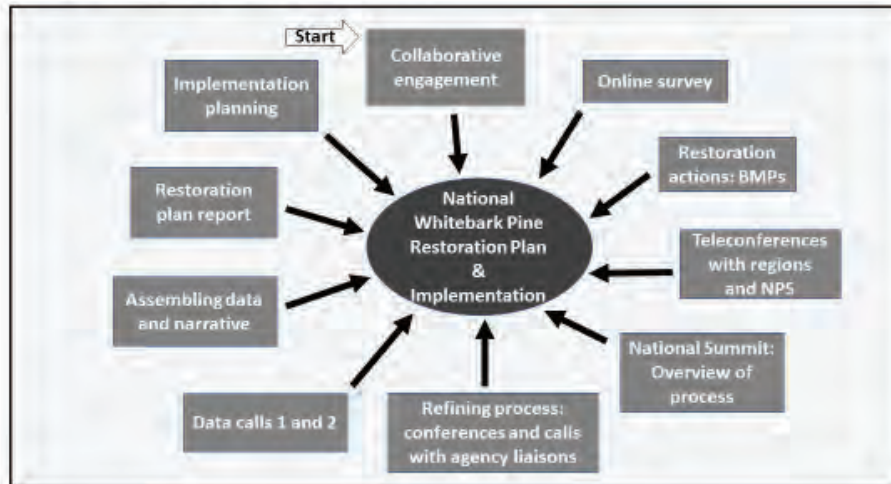 Start
Collaborative
engagement
Online survey
Restoration
actions: BMPs
Teleconferences
with regions
and NPS
National Summit:
Overview of
process
Refining process:
conferences and calls
with agency liaisons
Data calls 1 and 2
Assembling data
and narrative
Restoration
plan report
Implementation
planning
National
Whitebark Pine
Restoration Plan
&
Implementation